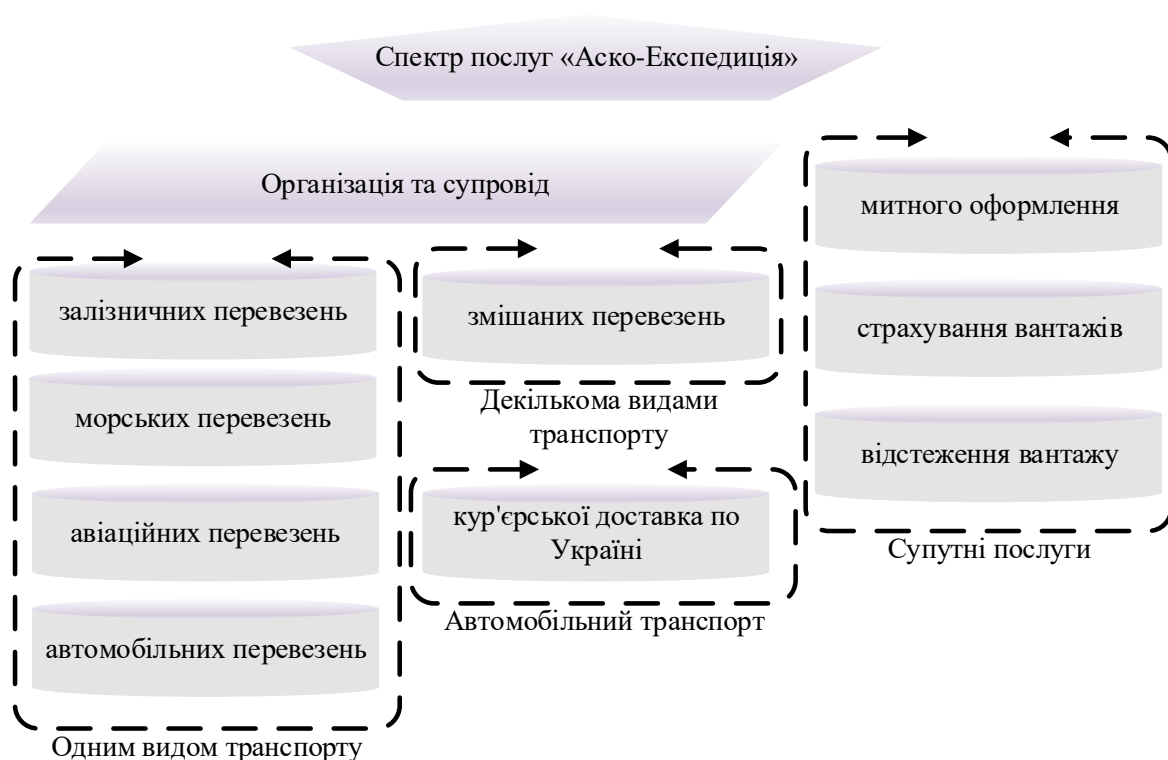 Спектр послуг «Аско-Експедиція»
Організація та супровід
залізничних перевезень
морських перевезень
авіаційних перевезень
автомобільних перевезень
Одним видом транспорту
змішаних перевезень
Декількома видами
транспорту
кур'єрської доставка по
Україні
Автомобільний транспорт
митного оформлення
страхування вантажів
відстеження вантажу
Супутні послуги